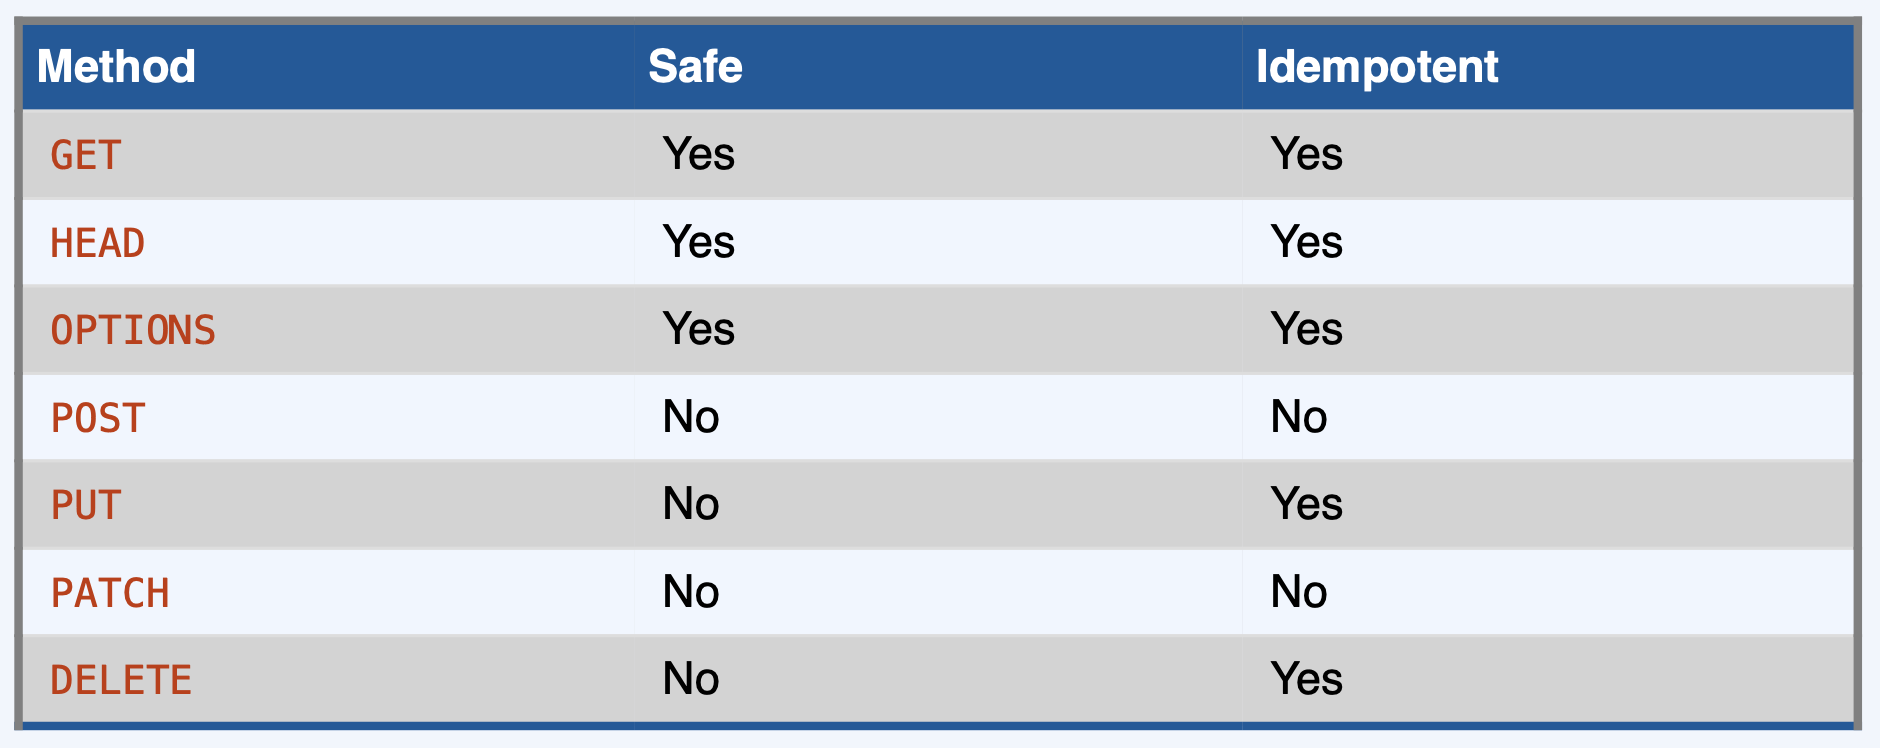 Method Safe Idempotent
GET Yes Yes
HEAD Yes Yes
OPTIONS Yes Yes
POST No No
PUT No Yes
PATCH No No
DELETE No Yes